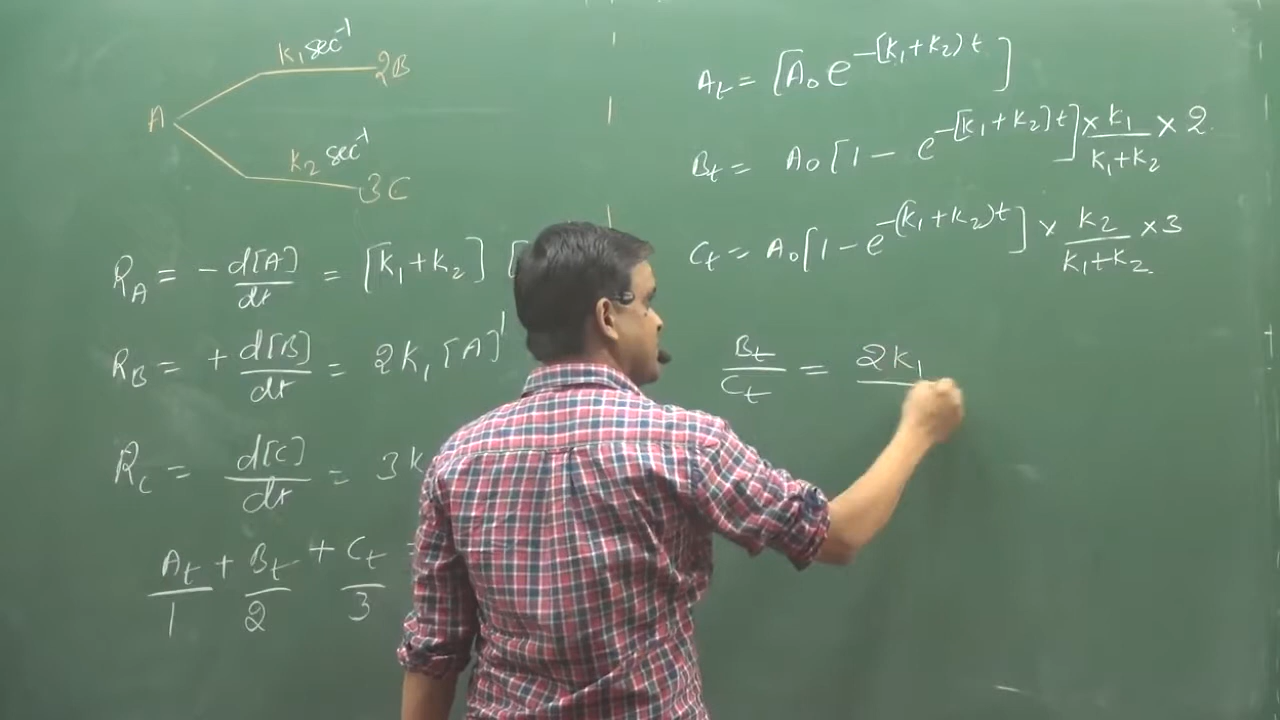 k₁ sec⁻¹
A
2B
k₂ sec⁻¹
3C
R_A = - d[A]/dt = [k₁+k₂] [
R_B = + d[B]/dt = 2k₁[A]¹
R_C = d[C]/dt = 3k
A_t/1 + B_t/2 + C_t/3 =
A_t = [A₀e^{-[k₁+k₂)t}]
B_t = A₀[1 - e^{-[k₁+k₂]t}] × k₁/(k₁+k₂) × 2
C_t = A₀[1 - e^{-(k₁+k₂)t}] × k₂/(k₁+k₂) × 3
B_t/C_t = 2k₁